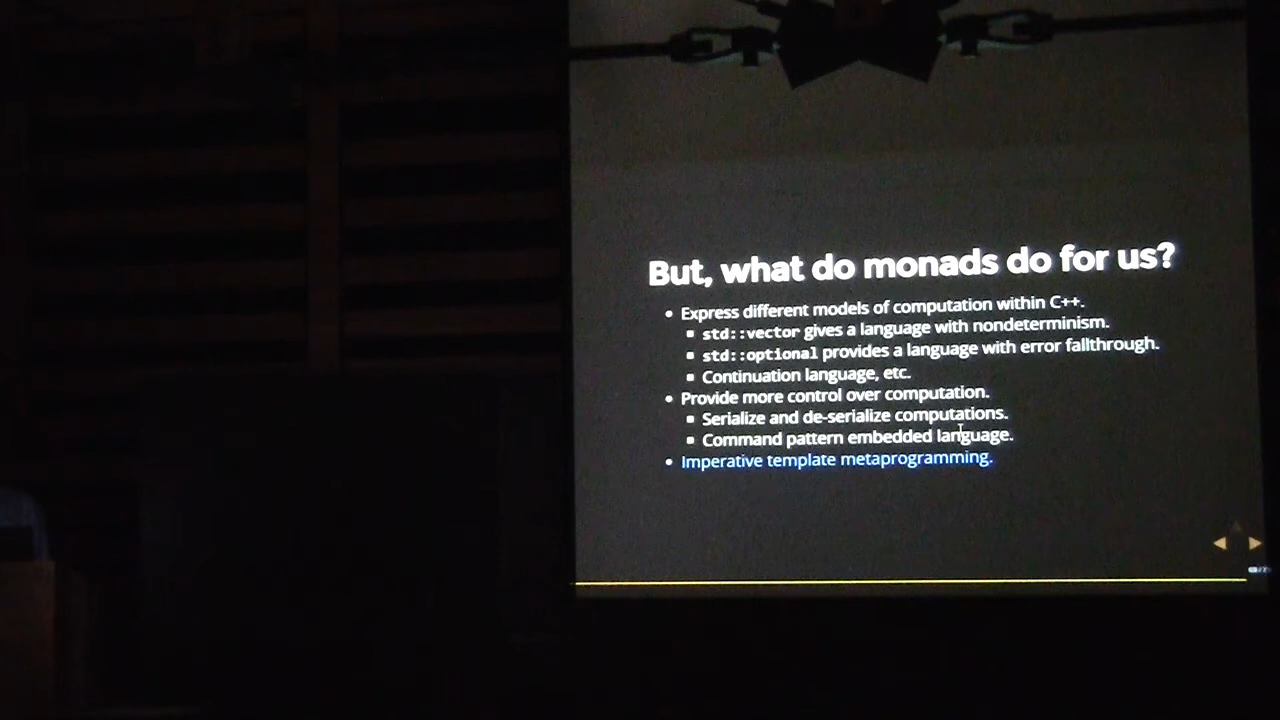 But, what do monads do for us?
Express different models of computation within C++.
std::vector gives a language with nondeterminism.
std::optional provides a language with error fallthrough.
Continuation language, etc.
Provide more control over computation.
Serialize and de-serialize computations.
Command pattern embedded language.
Imperative template metaprogramming.